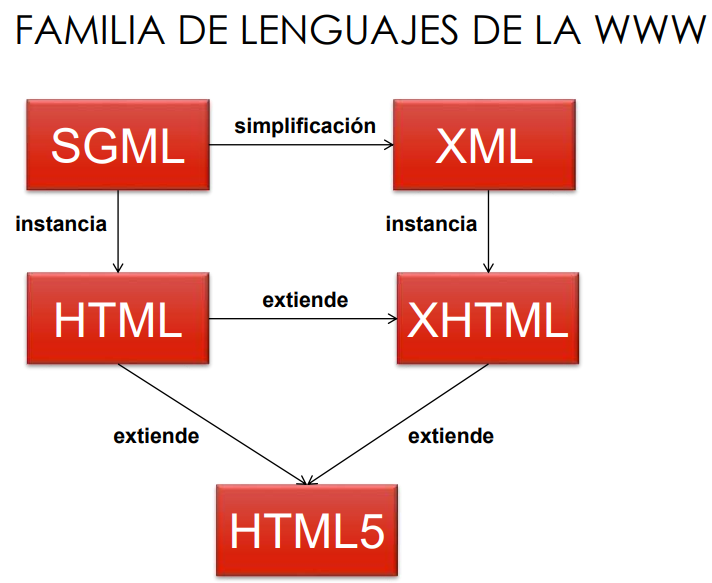 FAMILIA DE LENGUAJES DE LA WWW
SGML
simplificación
XML
instancia
instancia
HTML
extiende
XHTML
extiende
extiende
HTML5